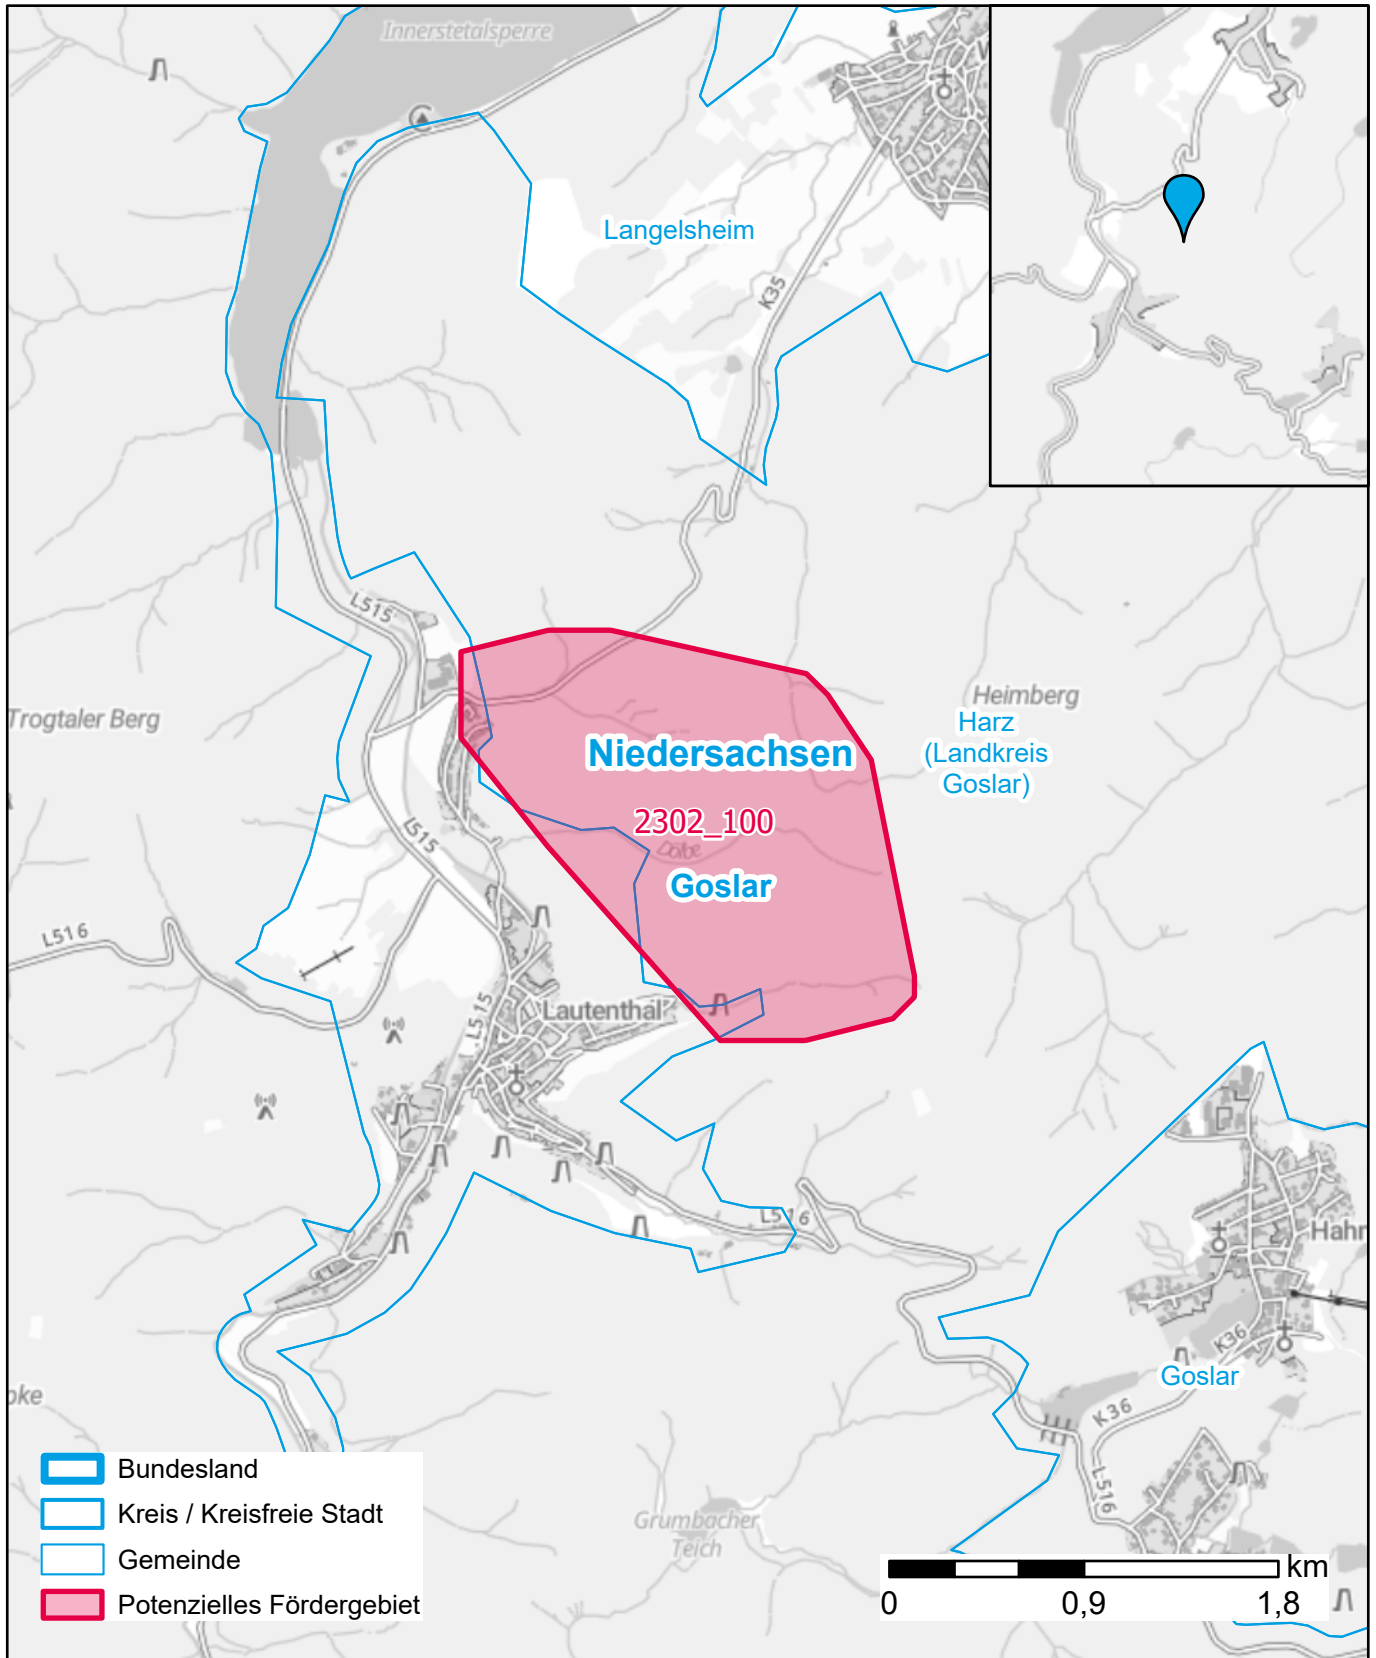 Innerstetalsperre
W
Langelsheim
K35
L515
Trogtaler Berg
Heimberg
Harz
(Landkreis
Goslar)
Niedersachsen
2302_100
Dölbe
Goslar
L515
L516
Lautenthal
L515
L516
Hahn
K36
Goslar
K36
L516
oke
Grumbacher
Teich
Bundesland
Kreis / Kreisfreie Stadt
Gemeinde
Potenzielles Fördergebiet
km
0 0,9 1,8